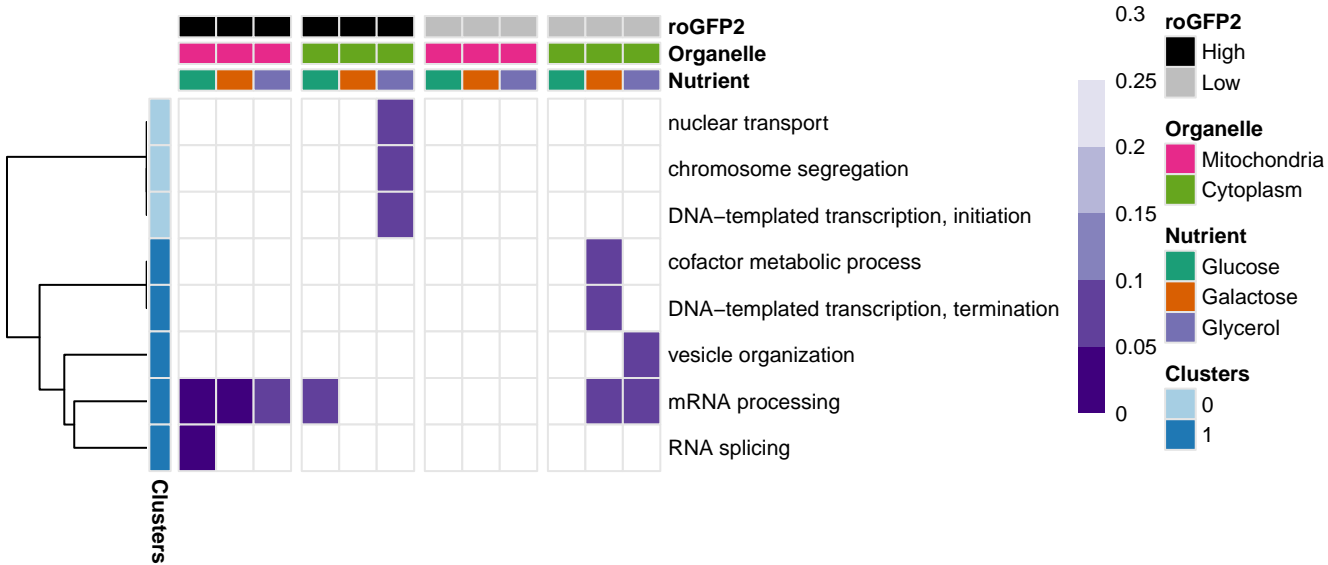 roGFP2
Organelle
Nutrient
nuclear transport
chromosome segregation
DNA−templated transcription, initiation
cofactor metabolic process
DNA−templated transcription, termination
vesicle organization
mRNA processing
RNA splicing
Clusters
0.3
0.25
0.2
0.15
0.1
0.05
0
roGFP2
High
Low
Organelle
Mitochondria
Cytoplasm
Nutrient
Glucose
Galactose
Glycerol
Clusters
0
1